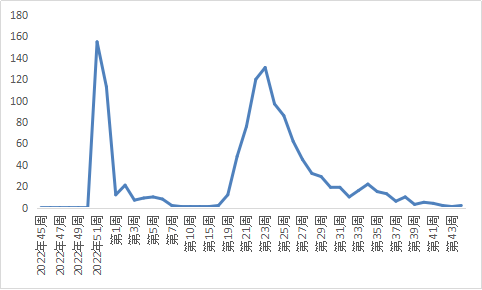 180
160
140
120
100
80
60
40
20
0
2022年45周
2022年47周
2022年49周
2022年51周
第1周
第3周
第5周
第7周
第10周
第15周
第19周
第21周
第23周
第25周
第27周
第29周
第31周
第33周
第35周
第37周
第39周
第41周
第43周